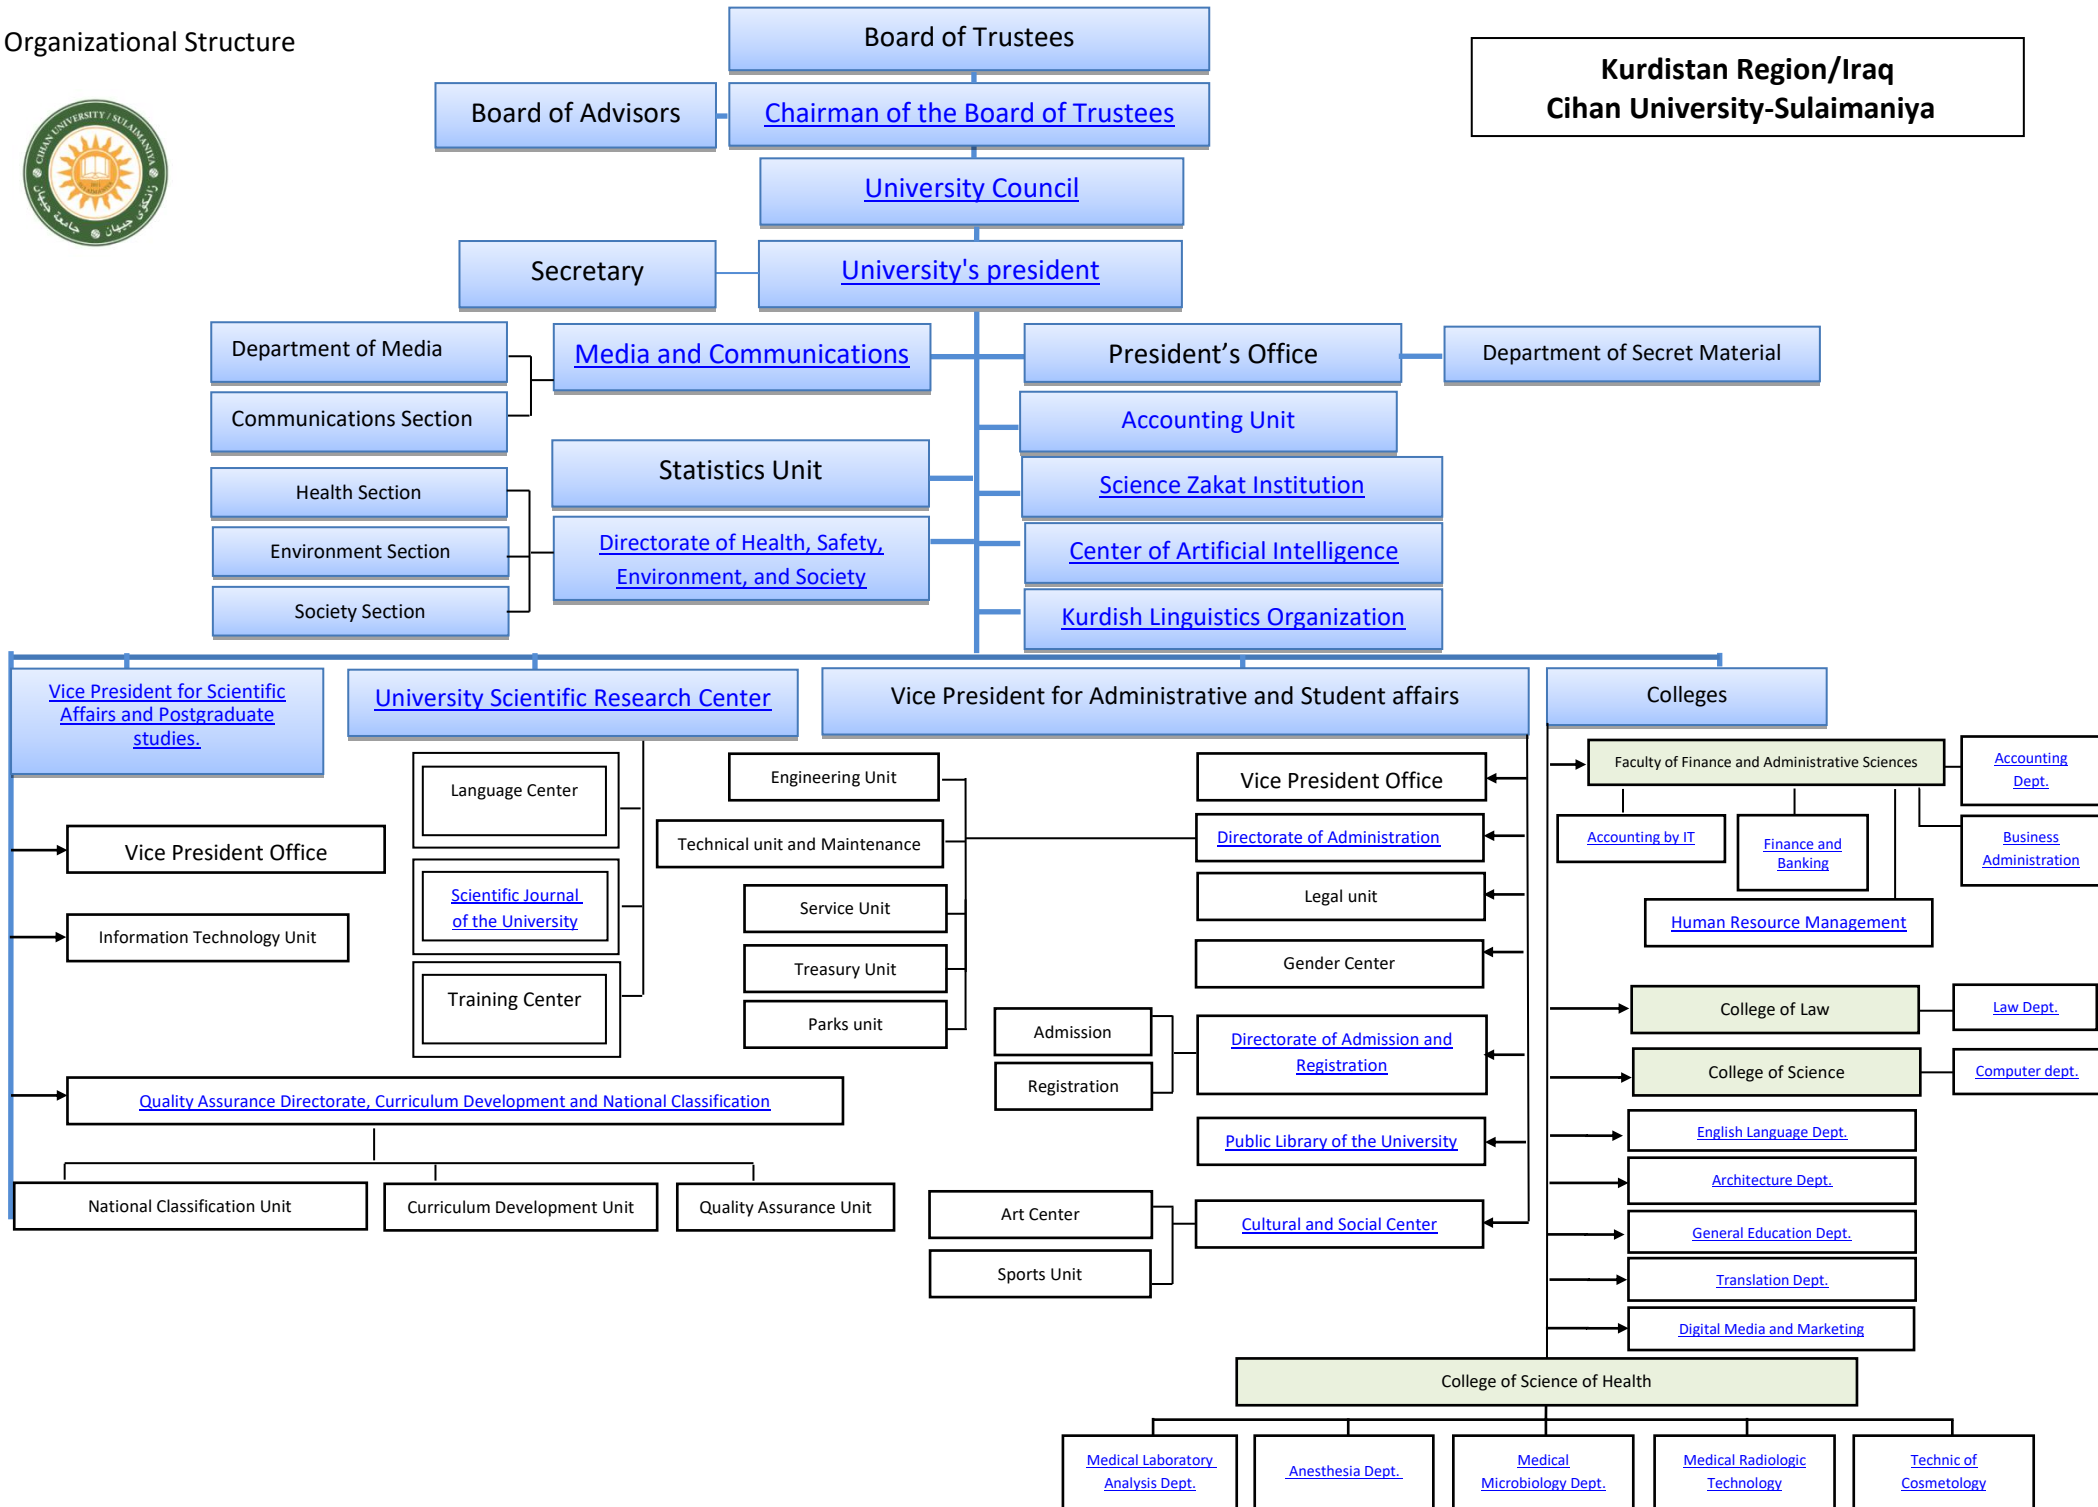 Organizational Structure
Board of Trustees
Kurdistan Region/Iraq
Cihan University-Sulaimaniya
CIHAN UNIVERSITY / SULAIMANIYA
زانكۆی جیهان
جامعة جيهان
Board of Advisors
Chairman of the Board of Trustees
University Council
Secretary
University's president
Department of Media
Media and Communications
President’s Office
Department of Secret Material
Communications Section
Accounting Unit
Statistics Unit
Health Section
Science Zakat Institution
Environment Section
Directorate of Health, Safety,
Environment, and Society
Center of Artificial Intelligence
Society Section
Kurdish Linguistics Organization
Vice President for Scientific
Affairs and Postgraduate
studies.
University Scientific Research Center
Vice President for Administrative and Student affairs
Colleges
Vice President Office
Information Technology Unit
Quality Assurance Directorate, Curriculum Development and National Classification
National Classification Unit
Curriculum Development Unit
Quality Assurance Unit
Language Center
Scientific Journal
of the University
Training Center
Engineering Unit
Technical unit and Maintenance
Service Unit
Treasury Unit
Parks unit
Vice President Office
Directorate of Administration
Legal unit
Gender Center
Admission
Registration
Directorate of Admission and
Registration
Public Library of the University
Art Center
Sports Unit
Cultural and Social Center
Faculty of Finance and Administrative Sciences
Accounting
Dept.
Accounting by IT
Finance and
Banking
Business
Administration
Human Resource Management
College of Law
Law Dept.
College of Science
Computer dept.
English Language Dept.
Architecture Dept.
General Education Dept.
Translation Dept.
Digital Media and Marketing
College of Science of Health
Medical Laboratory
Analysis Dept.
Anesthesia Dept.
Medical
Microbiology Dept.
Medical Radiologic
Technology
Technic of
Cosmetology